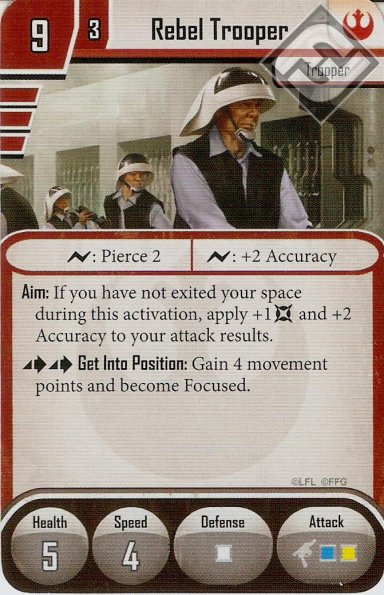 9
3
Rebel Trooper
Trooper
: Pierce 2
: +2 Accuracy
Aim: If you have not exited your space
during this activation, apply +1 and +2
Accuracy to your attack results.
Get Into Position: Gain 4 movement
points and become Focused.
©LFL ©FFG
Health
5
Speed
4
Defense
Attack